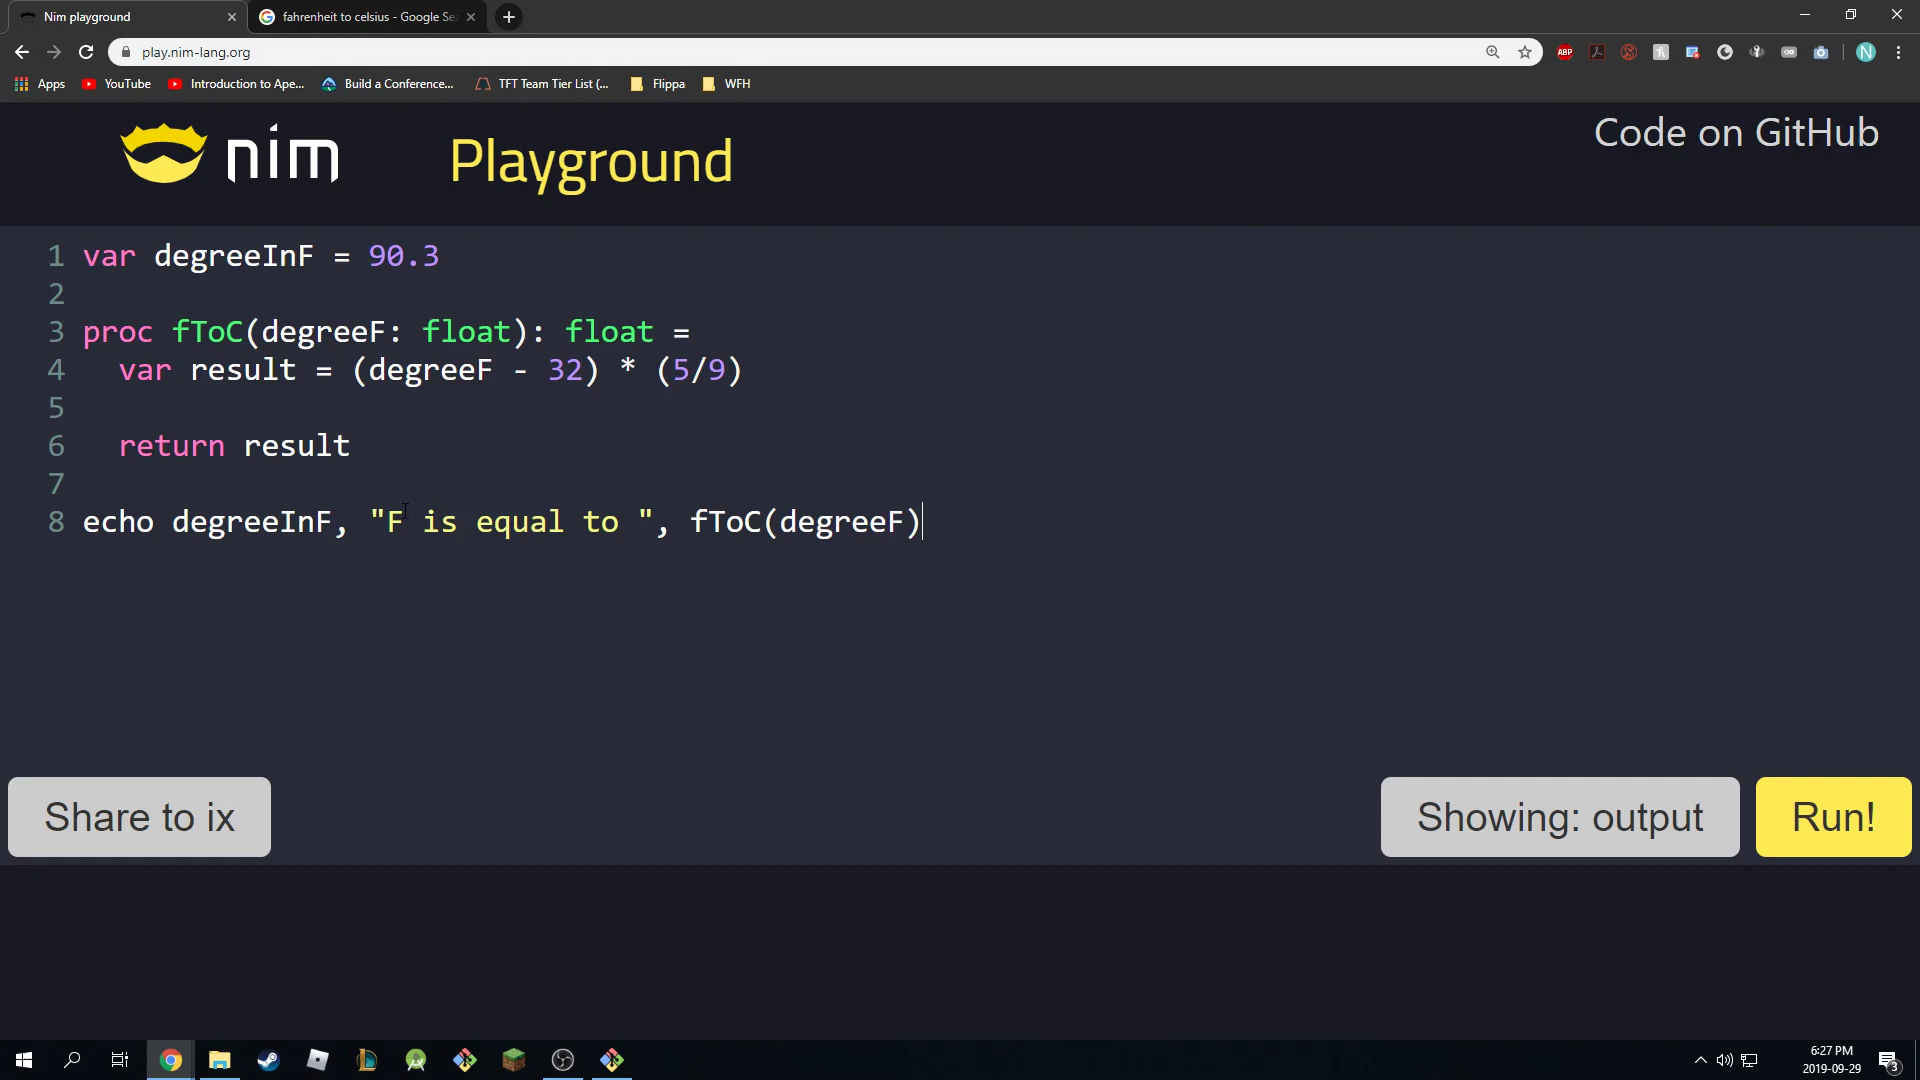 Nim playground
fahrenheit to celsius - Google Se
play.nim-lang.org
ABP
N
Apps
YouTube
Introduction to Ape...
Build a Conference...
TFT Team Tier List (...
Flippa
WFH
nim
Playground
Code on GitHub
1 var degreeInF = 90.3
2
3 proc fToC(degreeF: float): float =
4 var result = (degreeF - 32) * (5/9)
5
6 return result
7
8 echo degreeInF, "F is equal to ", fToC(degreeF)
Share to ix
Showing: output
Run!
6:27 PM
2019-09-29
3